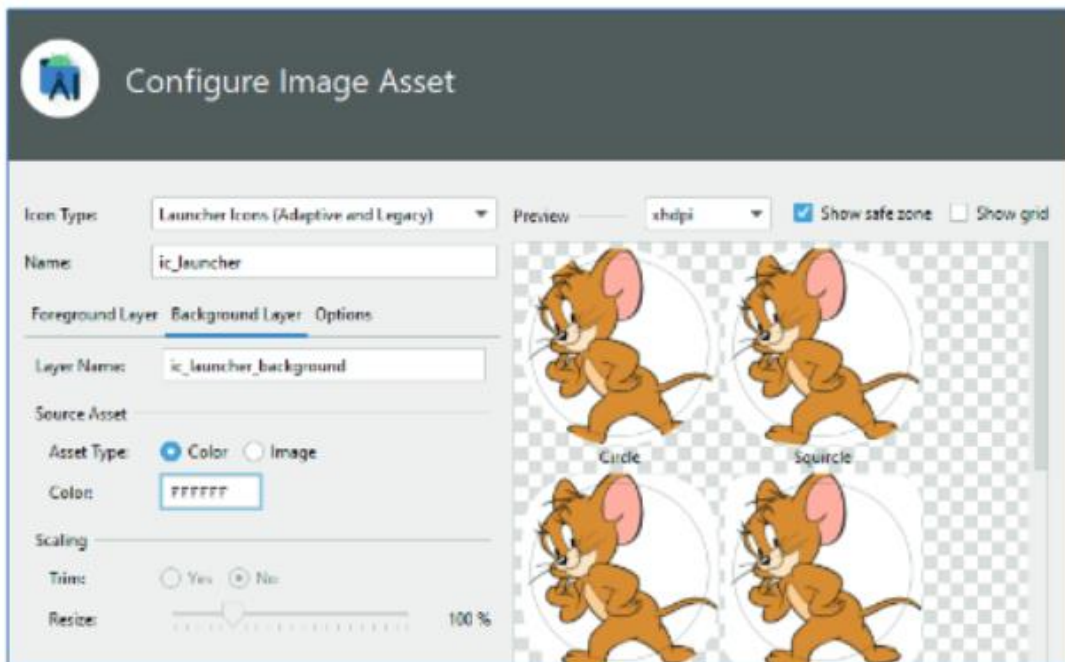 Configure Image Asset
Icon Type: Launcher Icons (Adaptive and Legacy) Preview xhdpi Show safe zone Show grid
Name: ic_launcher
Foreground Layer Background Layer Options
Layer Name: ic_launcher_background
Source Asset
Asset Type: Color Image
Circle Squircle
Color: FFFFFF
Scaling
Trim: Yes No
Resize: 100 %